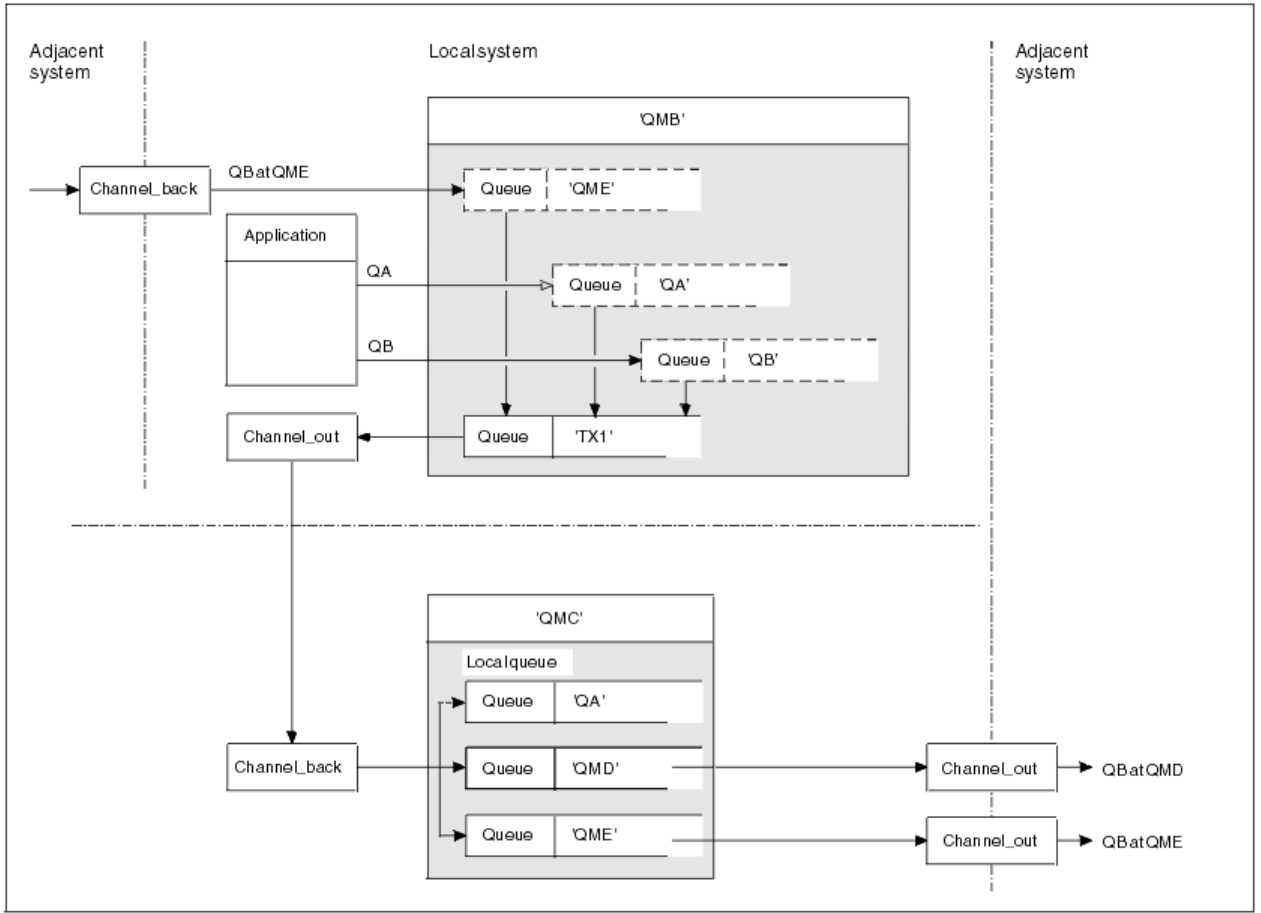 Adjacent
system
Localsystem
Adjacent
system
'QMB'
Channel_back
QBatQME
Queue 'QME'
Application
QA
Queue 'QA'
QB
Queue 'QB'
Channel_out
Queue 'TX1'
'QMC'
Localqueue
Queue 'QA'
Channel_back
Queue 'QMD'
Channel_out
QBatQMD
Queue 'QME'
Channel_out
QBatQME